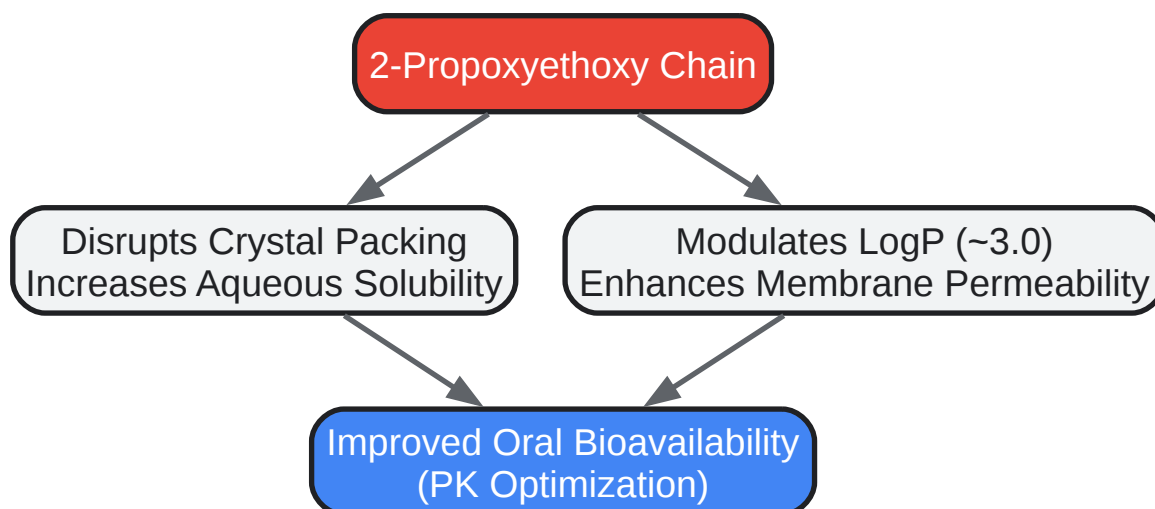 2-Propoxyethoxy Chain
Disrupts Crystal Packing
Increases Aqueous Solubility
Modulates LogP (~3.0)
Enhances Membrane Permeability
Improved Oral Bioavailability
(PK Optimization)